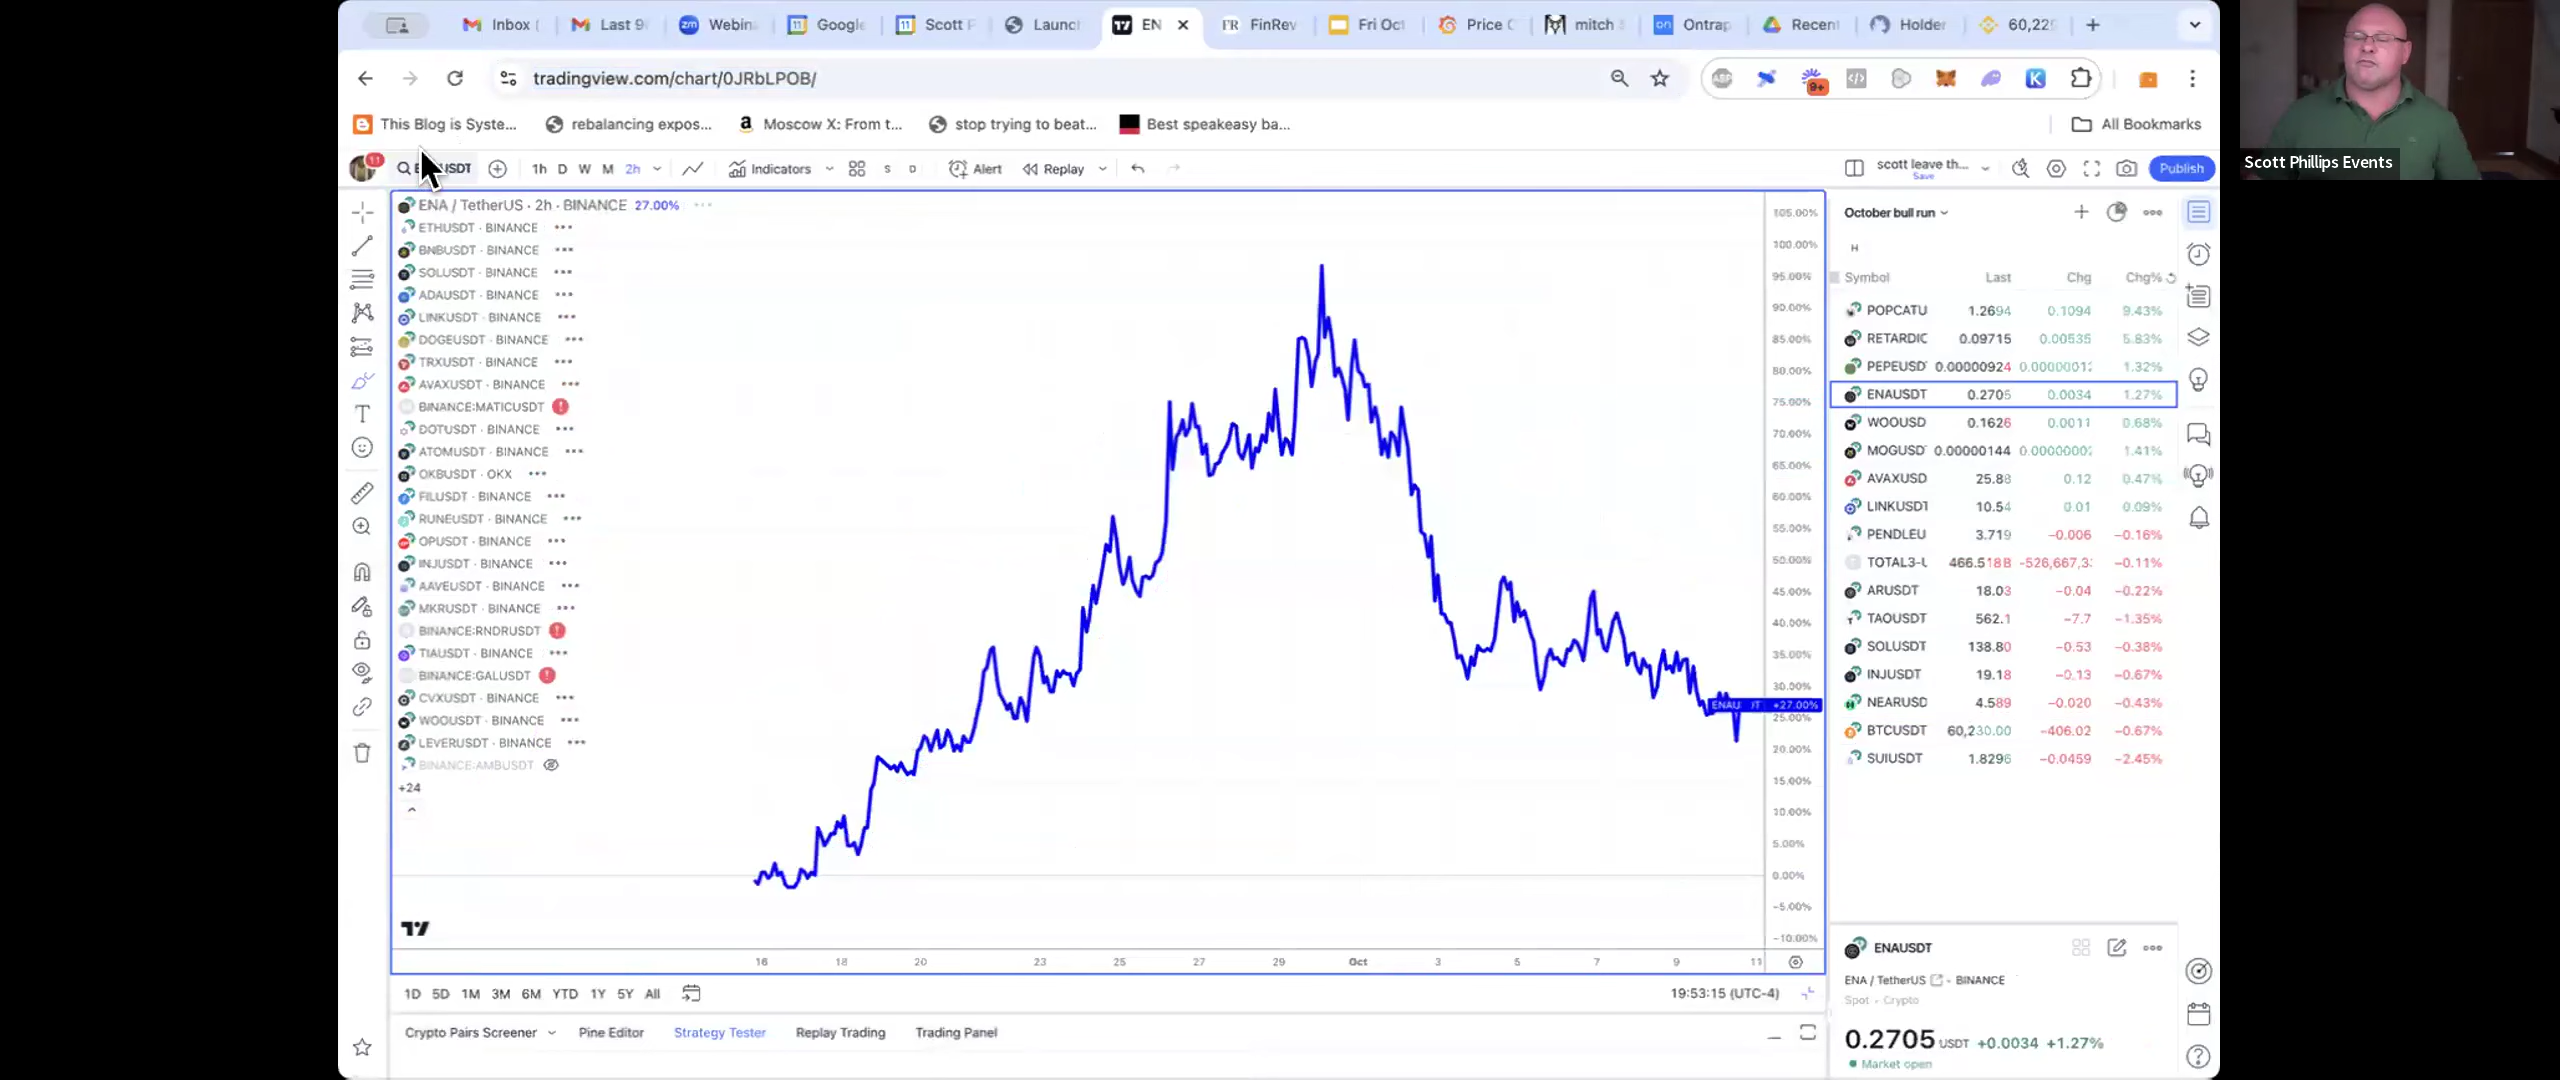 Inbox (
Last 9
Webin
Google
Scott P
Launc
EN
FinRev
Fri Oct
Price C
mitch
Ontrap
Recent
Holder
60,22
tradingview.com/chart/0JRbLPOB/
ABP
9+
This Blog is Syste...
rebalancing expos...
Moscow X: From t...
stop trying to beat...
Best speakeasy ba...
All Bookmarks
11
USDT
1h D W M 2h
Indicators
S D
Alert
Replay
scott leave th...
Save
Publish
ENA / TetherUS · 2h · BINANCE 27.00%
ETHUSDT · BINANCE
BNBUSDT · BINANCE
SOLUSDT · BINANCE
ADAUSDT · BINANCE
LINKUSDT · BINANCE
DOGEUSDT · BINANCE
TRXUSDT · BINANCE
AVAXUSDT · BINANCE
BINANCE:MATICUSDT
DOTUSDT · BINANCE
ATOMUSDT · BINANCE
OKBUSDT · OKX
FILUSDT · BINANCE
RUNEUSDT · BINANCE
OPUSDT · BINANCE
INJUSDT · BINANCE
AAVEUSDT · BINANCE
MKRUSDT · BINANCE
BINANCE:RNDRUSDT
TIAUSDT · BINANCE
BINANCE:GALUSDT
CVXUSDT · BINANCE
WOOUSDT · BINANCE
LEVERUSDT · BINANCE
BINANCE:AMBUSDT
+24
105.00%
100.00%
95.00%
90.00%
85.00%
80.00%
75.00%
70.00%
65.00%
60.00%
55.00%
50.00%
45.00%
40.00%
35.00%
30.00%
ENAU +27.00%
25.00%
20.00%
15.00%
10.00%
5.00%
0.00%
−5.00%
−10.00%
16 18 20 23 25 27 29 Oct 3 5 7 9 11
1D 5D 1M 3M 6M YTD 1Y 5Y All
19:53:15 (UTC-4)
Crypto Pairs Screener
Pine Editor
Strategy Tester
Replay Trading
Trading Panel
October bull run
H
Symbol Last Chg Chg%
POPCATU 1.2694 0.1094 9.43%
RETARDIC 0.09715 0.00535 5.83%
PEPEUSD 0.00000924 0.00000012 1.32%
ENAUSDT 0.2705 0.0034 1.27%
WOOUSD 0.1626 0.0011 0.68%
MOGUSD 0.00000144 0.00000002 1.41%
AVAXUSD 25.88 0.12 0.47%
LINKUSDT 10.54 0.01 0.09%
PENDLEU 3.719 −0.006 −0.16%
TOTAL3-U 466.518B -526,667,3 −0.11%
ARUSDT 18.03 −0.04 −0.22%
TAOUSDT 562.1 −7.7 −1.35%
SOLUSDT 138.80 −0.53 −0.38%
INJUSDT 19.18 −0.13 −0.67%
NEARUSD 4.589 −0.020 −0.43%
BTCUSDT 60,230.00 −406.02 −0.67%
SUIUSDT 1.8296 −0.0459 −2.45%
ENAUSDT
ENA / TetherUS · BINANCE
Spot · Crypto
0.2705 USDT +0.0034 +1.27%
Market open
Scott Phillips Events